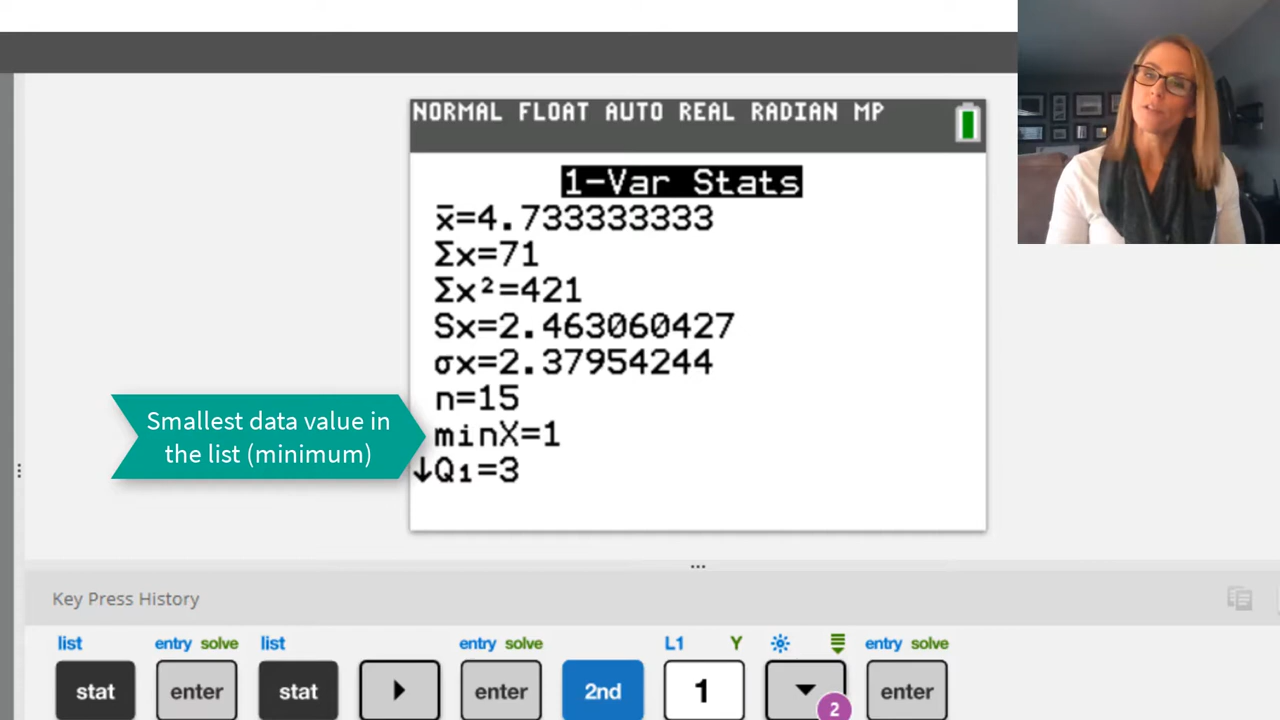 NORMAL FLOAT AUTO REAL RADIAN MP
1-Var Stats
x̄=4.733333333
Σx=71
Σx²=421
Sx=2.463060427
σx=2.37954244
n=15
minX=1
↓Q₁=3
Smallest data value in
the list (minimum)
Key Press History
list entry solve list entry solve L1 Y entry solve
stat enter stat enter 2nd 1 2 enter